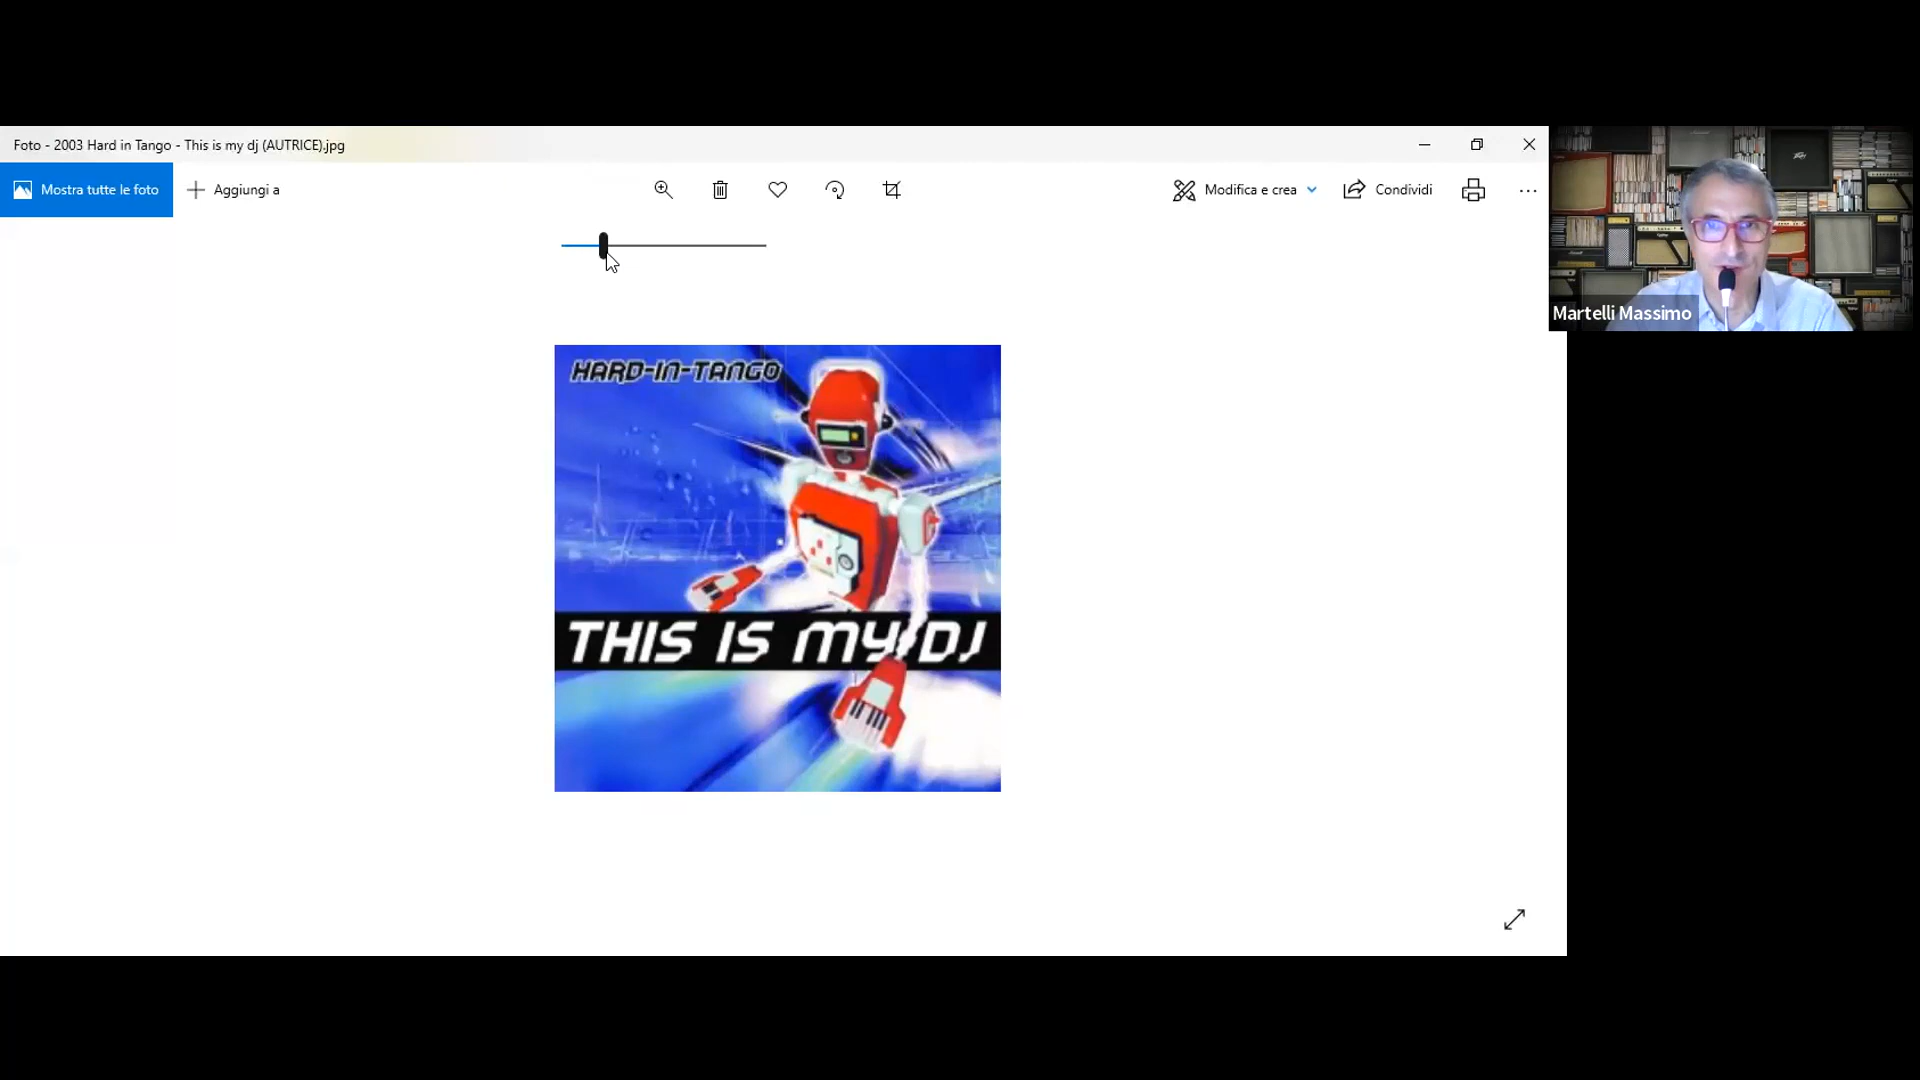 Foto - 2003 Hard in Tango - This is my dj (AUTRICE).jpg
Mostra tutte le foto
Aggiungi a
Modifica e crea
Condividi
Martelli Massimo
HARD-IN-TANGO
THIS IS MY DJ